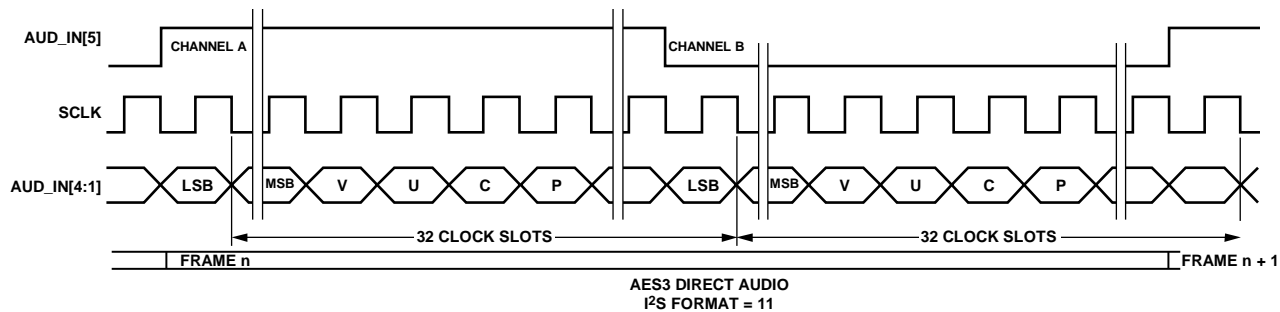 AUD_IN[5]
CHANNEL A
CHANNEL B
SCLK
AUD_IN[4:1]
LSB
MSB
V
U
C
P
LSB
MSB
V
U
C
P
32 CLOCK SLOTS
32 CLOCK SLOTS
FRAME n
FRAME n + 1
AES3 DIRECT AUDIO
I²S FORMAT = 11